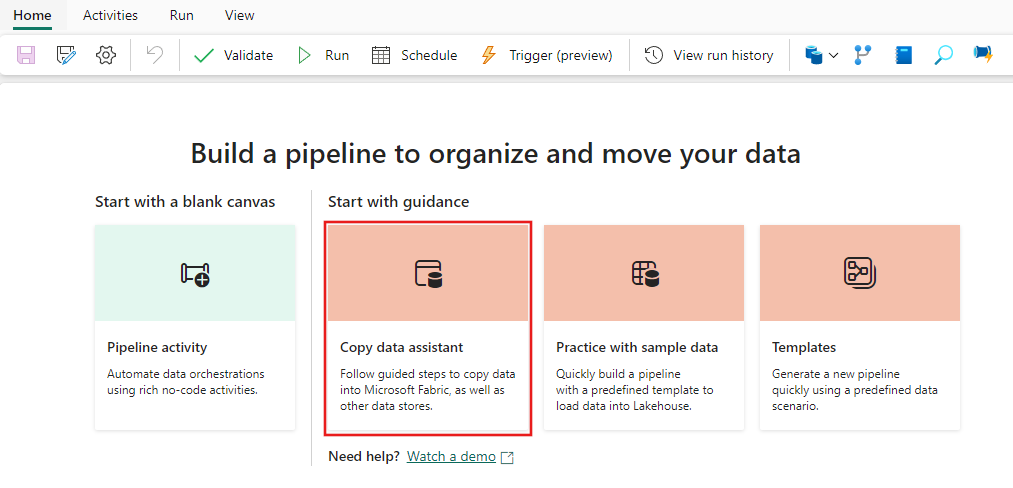 Home Activities Run View
Validate Run Schedule Trigger (preview) View run history
Build a pipeline to organize and move your data
Start with a blank canvas
Pipeline activity
Automate data orchestrations
using rich no-code activities.
Start with guidance
Copy data assistant
Follow guided steps to copy data
into Microsoft Fabric, as well as
other data stores.
Practice with sample data
Quickly build a pipeline
with a predefined template to
load data into Lakehouse.
Templates
Generate a new pipeline
quickly using a predefined data
scenario.
Need help? Watch a demo